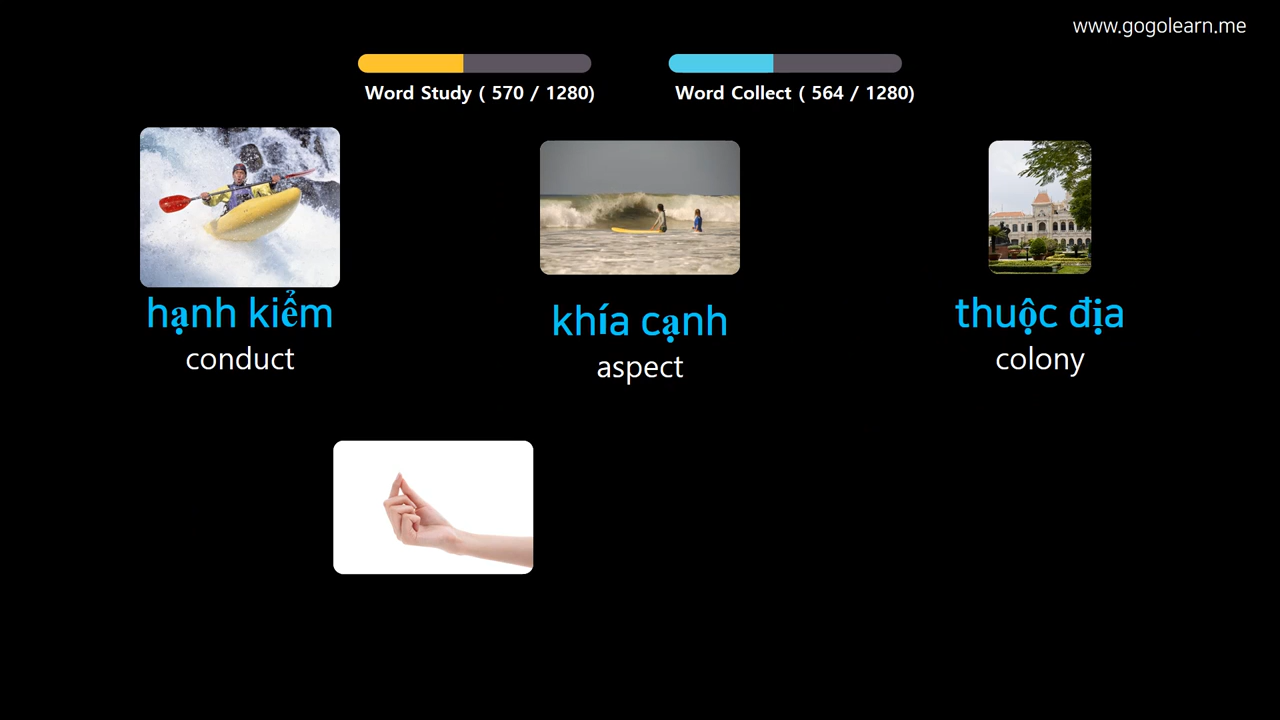 www.gogolearn.me
Word Study ( 570 / 1280)
Word Collect ( 564 / 1280)
hạnh kiểm
conduct
khía cạnh
aspect
thuộc địa
colony